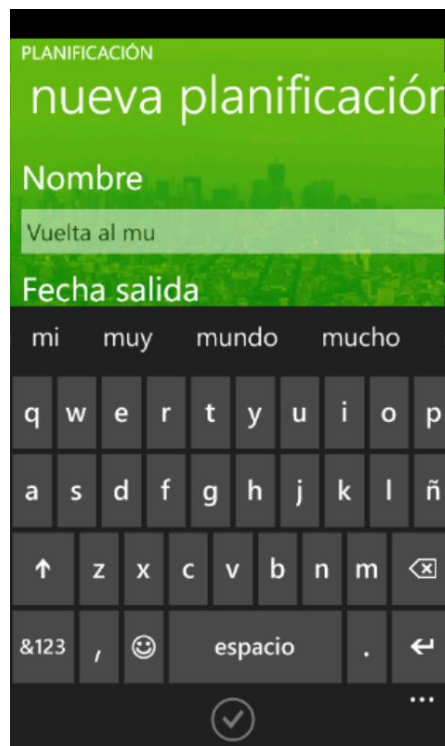 PLANIFICACIÓN
nueva planificación
Nombre
Vuelta al mu
Fecha salida
mi muy mundo mucho
q w e r t y u i o p
a s d f g h j k l ñ
z x c v b n m
&123 , espacio .